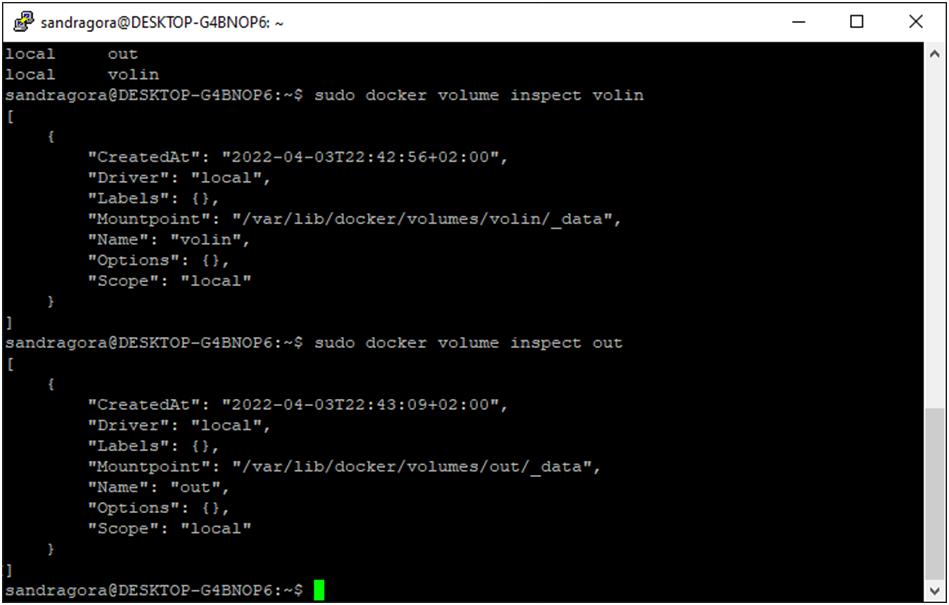 sandragora@DESKTOP-G4BNOP6: ~
local     out
local     volin
sandragora@DESKTOP-G4BNOP6:~$ sudo docker volume inspect volin
[
    {
        "CreatedAt": "2022-04-03T22:42:56+02:00",
        "Driver": "local",
        "Labels": {},
        "Mountpoint": "/var/lib/docker/volumes/volin/_data",
        "Name": "volin",
        "Options": {},
        "Scope": "local"
    }
]
sandragora@DESKTOP-G4BNOP6:~$ sudo docker volume inspect out
[
    {
        "CreatedAt": "2022-04-03T22:43:09+02:00",
        "Driver": "local",
        "Labels": {},
        "Mountpoint": "/var/lib/docker/volumes/out/_data",
        "Name": "out",
        "Options": {},
        "Scope": "local"
    }
]
sandragora@DESKTOP-G4BNOP6:~$